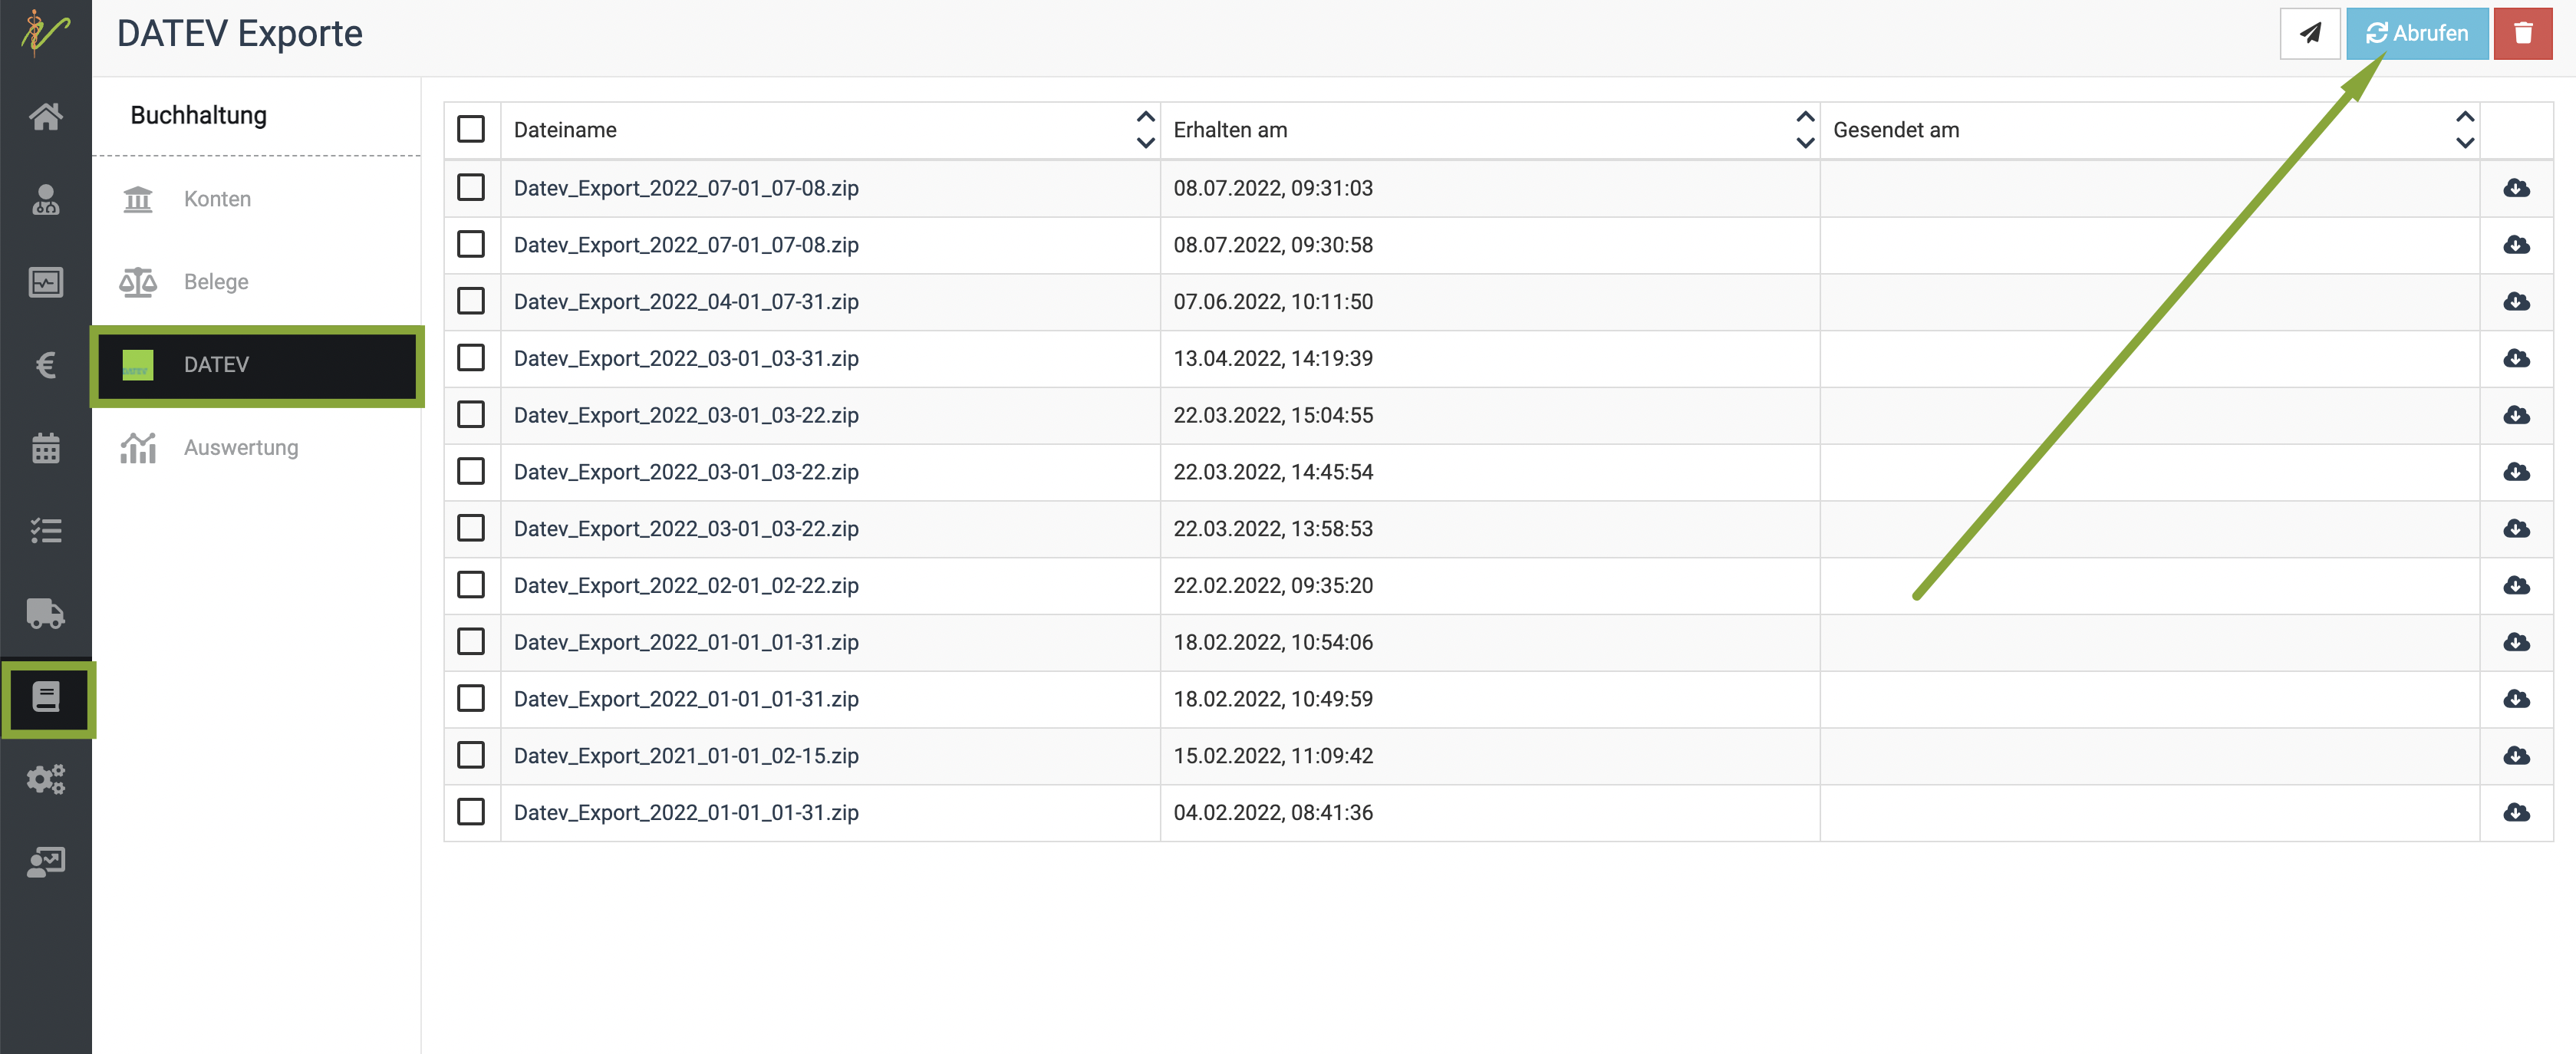 DATEV Exporte
Abrufen
Buchhaltung
Konten
Belege
DATEV
DATEV
Auswertung
Dateiname Erhalten am Gesendet am
Datev_Export_2022_07-01_07-08.zip 08.07.2022, 09:31:03
Datev_Export_2022_07-01_07-08.zip 08.07.2022, 09:30:58
Datev_Export_2022_04-01_07-31.zip 07.06.2022, 10:11:50
Datev_Export_2022_03-01_03-31.zip 13.04.2022, 14:19:39
Datev_Export_2022_03-01_03-22.zip 22.03.2022, 15:04:55
Datev_Export_2022_03-01_03-22.zip 22.03.2022, 14:45:54
Datev_Export_2022_03-01_03-22.zip 22.03.2022, 13:58:53
Datev_Export_2022_02-01_02-22.zip 22.02.2022, 09:35:20
Datev_Export_2022_01-01_01-31.zip 18.02.2022, 10:54:06
Datev_Export_2022_01-01_01-31.zip 18.02.2022, 10:49:59
Datev_Export_2021_01-01_02-15.zip 15.02.2022, 11:09:42
Datev_Export_2022_01-01_01-31.zip 04.02.2022, 08:41:36